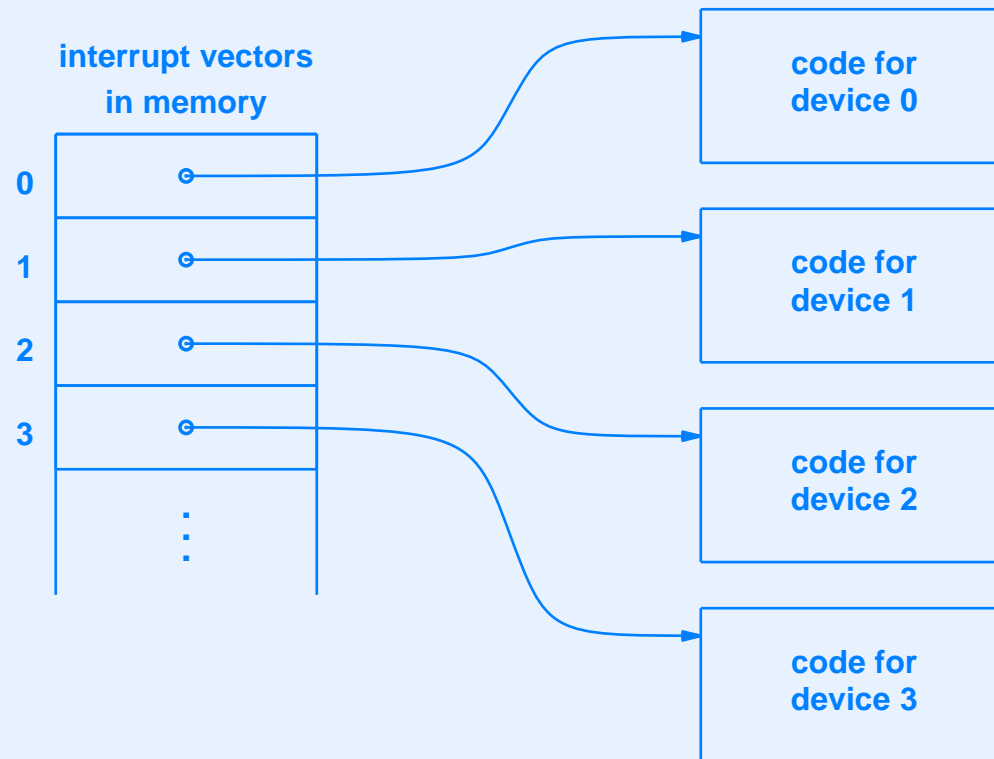 interrupt vectors
in memory
0
1
2
3
.
.
.
code for
device 0
code for
device 1
code for
device 2
code for
device 3